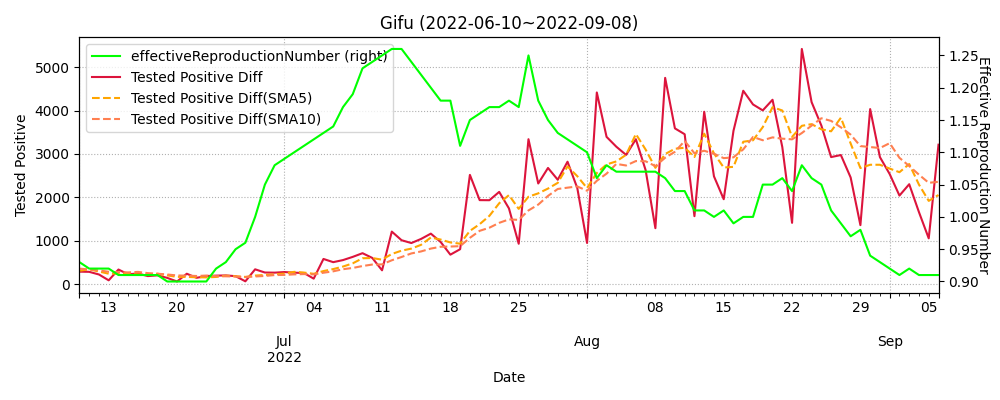 Gifu (2022-06-10~2022-09-08)
effectiveReproductionNumber (right)
Tested Positive Diff
Tested Positive Diff(SMA5)
Tested Positive Diff(SMA10)
Tested Positive
5000
4000
3000
2000
1000
0
Effective Reproduction Number
1.25
1.20
1.15
1.10
1.05
1.00
0.95
0.90
13 20 27 04 11 18 25 08 15 22 29 05
Jul Aug Sep
2022
Date